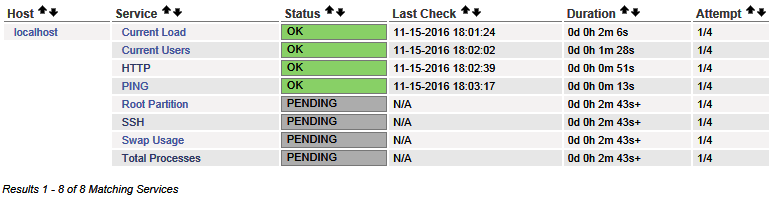 Host Service Status Last Check Duration Attempt
localhost Current Load OK 11-15-2016 18:01:24 0d 0h 2m 6s 1/4
Current Users OK 11-15-2016 18:02:02 0d 0h 1m 28s 1/4
HTTP OK 11-15-2016 18:02:39 0d 0h 0m 51s 1/4
PING OK 11-15-2016 18:03:17 0d 0h 0m 13s 1/4
Root Partition PENDING N/A 0d 0h 2m 43s+ 1/4
SSH PENDING N/A 0d 0h 2m 43s+ 1/4
Swap Usage PENDING N/A 0d 0h 2m 43s+ 1/4
Total Processes PENDING N/A 0d 0h 2m 43s+ 1/4
Results 1 - 8 of 8 Matching Services